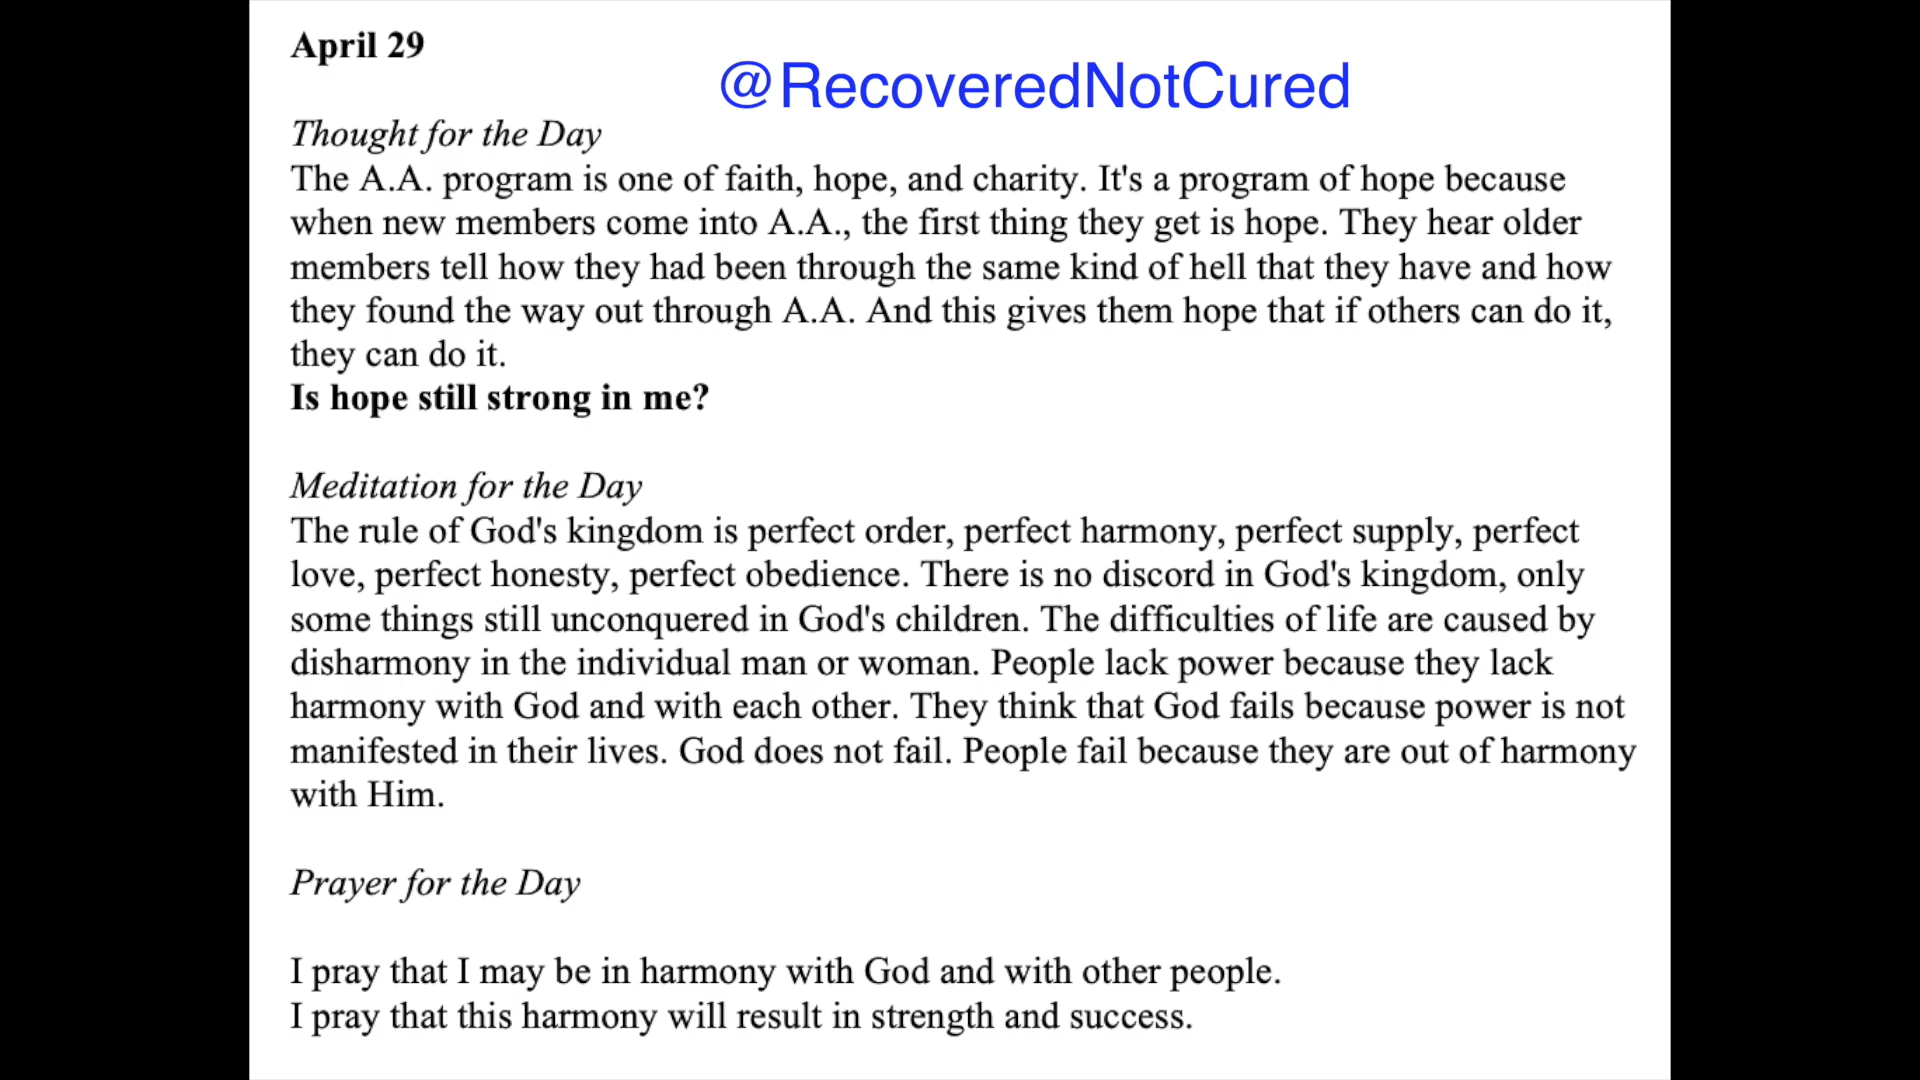 April 29
@RecoveredNotCured
Thought for the Day
The A.A. program is one of faith, hope, and charity. It's a program of hope because
when new members come into A.A., the first thing they get is hope. They hear older
members tell how they had been through the same kind of hell that they have and how
they found the way out through A.A. And this gives them hope that if others can do it,
they can do it.
Is hope still strong in me?
Meditation for the Day
The rule of God's kingdom is perfect order, perfect harmony, perfect supply, perfect
love, perfect honesty, perfect obedience. There is no discord in God's kingdom, only
some things still unconquered in God's children. The difficulties of life are caused by
disharmony in the individual man or woman. People lack power because they lack
harmony with God and with each other. They think that God fails because power is not
manifested in their lives. God does not fail. People fail because they are out of harmony
with Him.
Prayer for the Day
I pray that I may be in harmony with God and with other people.
I pray that this harmony will result in strength and success.